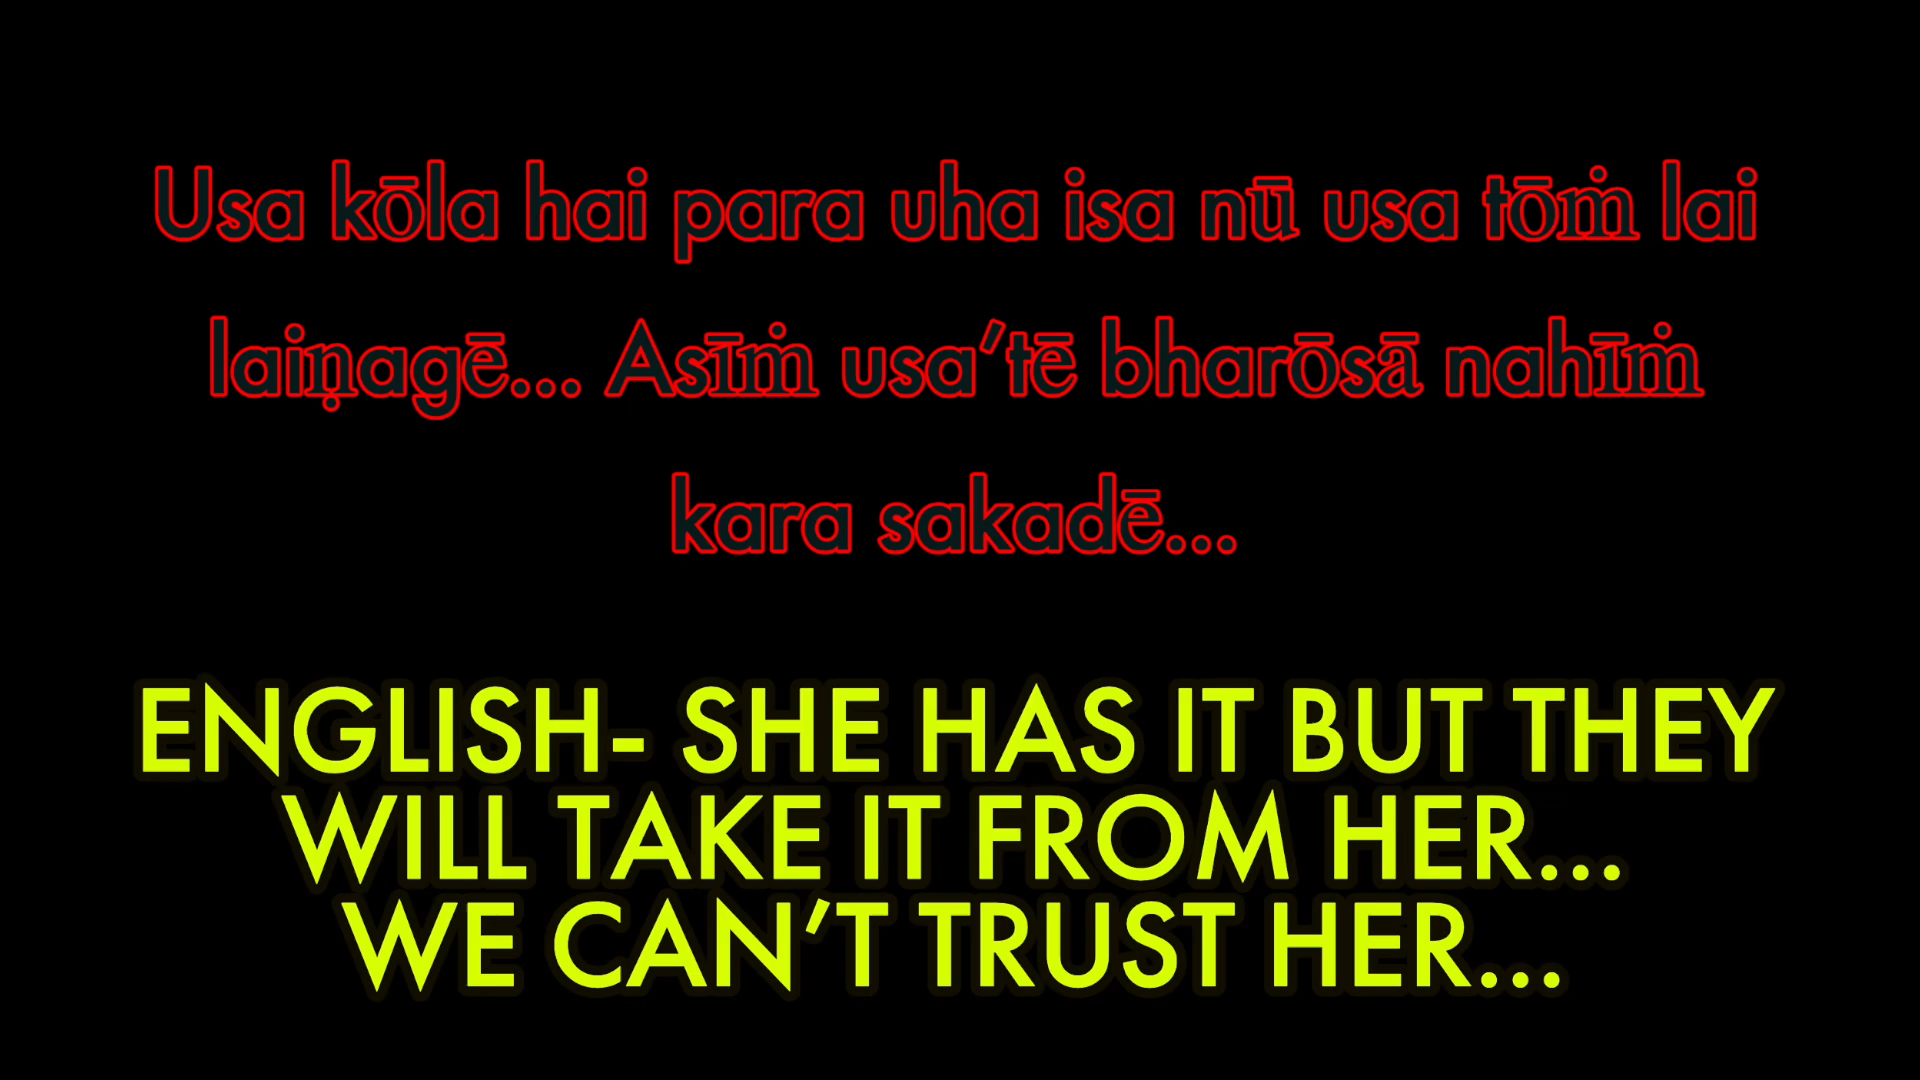 Usa kōla hai para uha isa nū usa tōṁ lai
laiṇagē... Asīṁ usa’tē bharōsā nahīṁ
kara sakadē...
ENGLISH- SHE HAS IT BUT THEY
WILL TAKE IT FROM HER...
WE CAN’T TRUST HER...